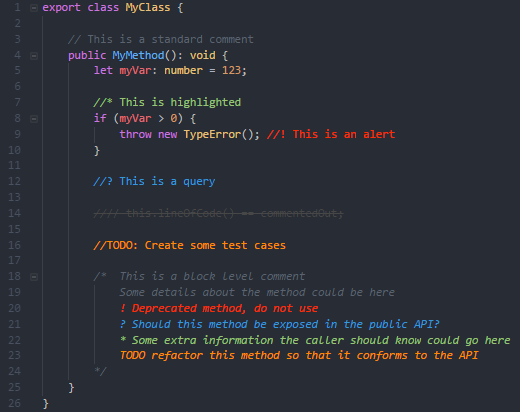 1 export class MyClass {
2
3 // This is a standard comment
4 public MyMethod(): void {
5 let myVar: number = 123;
6
7 //* This is highlighted
8 if (myVar > 0) {
9 throw new TypeError(); //! This is an alert
10 }
11
12 //? This is a query
13
14 //// this.lineOfCode() == commentedOut;
15
16 //TODO: Create some test cases
17
18 /* This is a block level comment
19 Some details about the method could be here
20 ! Deprecated method, do not use
21 ? Should this method be exposed in the public API?
22 * Some extra information the caller should know could go here
23 TODO refactor this method so that it conforms to the API
24 */
25 }
26 }